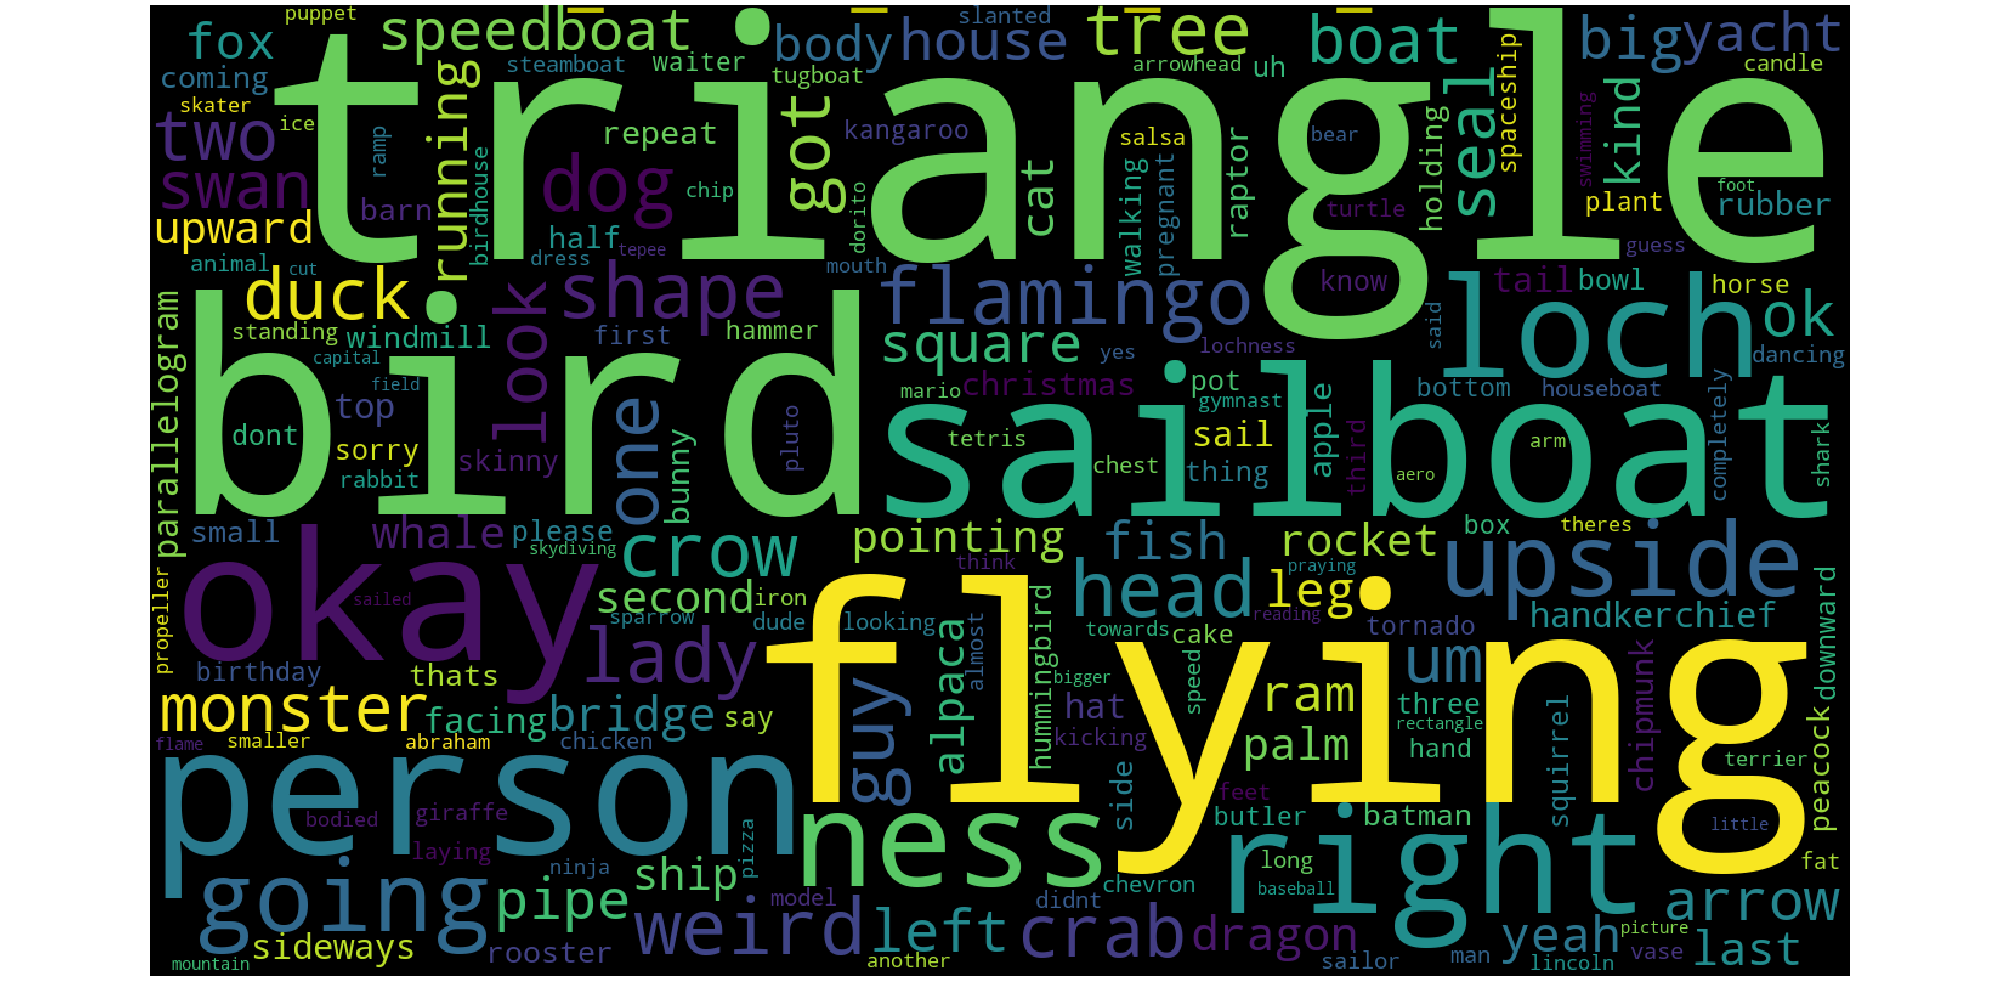 puppet
slanted
fox
speedboat
body
house
tree
boat
big
yacht
coming
steamboat
waiter
tugboat
arrowhead
uh
candle
skater
triangle
two
ice
ramp
running
repeat
got
kangaroo
salsa
bear
holding
seal
spaceship
swimming
kind
swan
birdhouse
dog
chip
cat
walking
pregnant
raptor
foot
barn
dorito
turtle
plant
rubber
upward
half
tepee
guess
animal
cut
dress
mouth
duck
look
shape
flamingo
know
loch
tail
bowl
horse
ok
parallelogram
standing
windmill
first
hammer
square
yes
lochness
said
dancing
capital
field
bird
mario
christmas
pot
gymnast
bottom
houseboat
top
one
pluto
sailboat
dont
sorry
skinny
bunny
tetris
sail
apple
third
arm
completely
shark
rabbit
chest
thing
aero
small
whale
please
crow
pointing
fish
rocket
box
theres
upside
skydiving
think
praying
okay
propeller
sailed
second
iron
head
leg
reading
handkerchief
downward
sparrow
dude
looking
towards
cake
tornado
birthday
thats
lady
flying
guy
alpaca
almost
hummingbird
bigger
speed
ram
um
chipmunk
monster
facing
bridge
say
hat
three
rectangle
squirrel
peacock
flame
smaller
abraham
chicken
kicking
palm
hand
terrier
person
side
feet
bodied
giraffe
ness
butler
batman
little
laying
ninja
pizza
right
long
fat
going
pipe
ship
model
didnt
chevron
baseball
arrow
weird
left
crab
dragon
yeah
picture
sideways
rooster
last
mountain
another
sailor
man
lincoln
vase